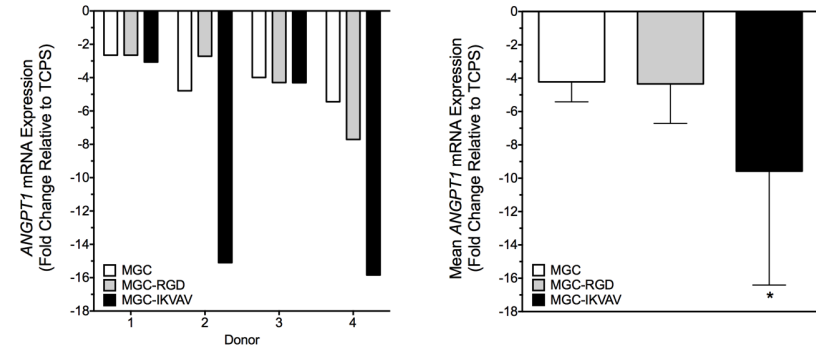 ANGPT1 mRNA Expression
(Fold Change Relative to TCPS)
0
-2
-4
-6
-8
-10
-12
-14
-16
-18
MGC
MGC-RGD
MGC-IKVAV
1 2 3 4
Donor
Mean ANGPT1 mRNA Expression
(Fold Change Relative to TCPS)
0
-2
-4
-6
-8
-10
-12
-14
-16
-18
MGC
MGC-RGD
MGC-IKVAV
*